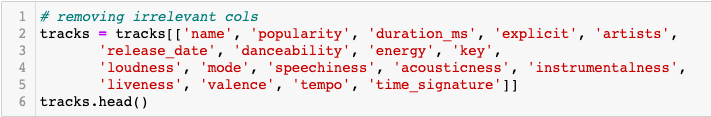 1 # removing irrelevant cols
2 tracks = tracks[['name', 'popularity', 'duration_ms', 'explicit', 'artists',
3 'release_date', 'danceability', 'energy', 'key',
4 'loudness', 'mode', 'speechiness', 'acousticness', 'instrumentalness',
5 'liveness', 'valence', 'tempo', 'time_signature']]
6 tracks.head()